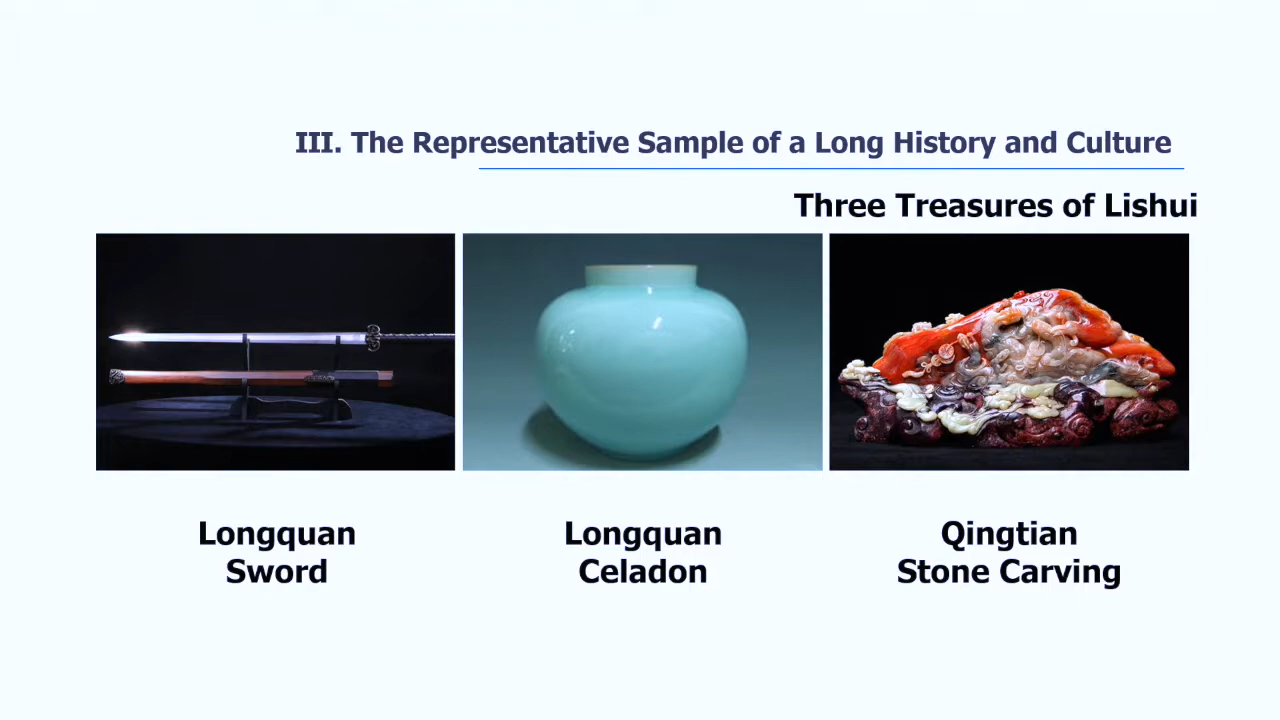 III. The Representative Sample of a Long History and Culture
Three Treasures of Lishui
Longquan
Sword
Longquan
Celadon
Qingtian
Stone Carving